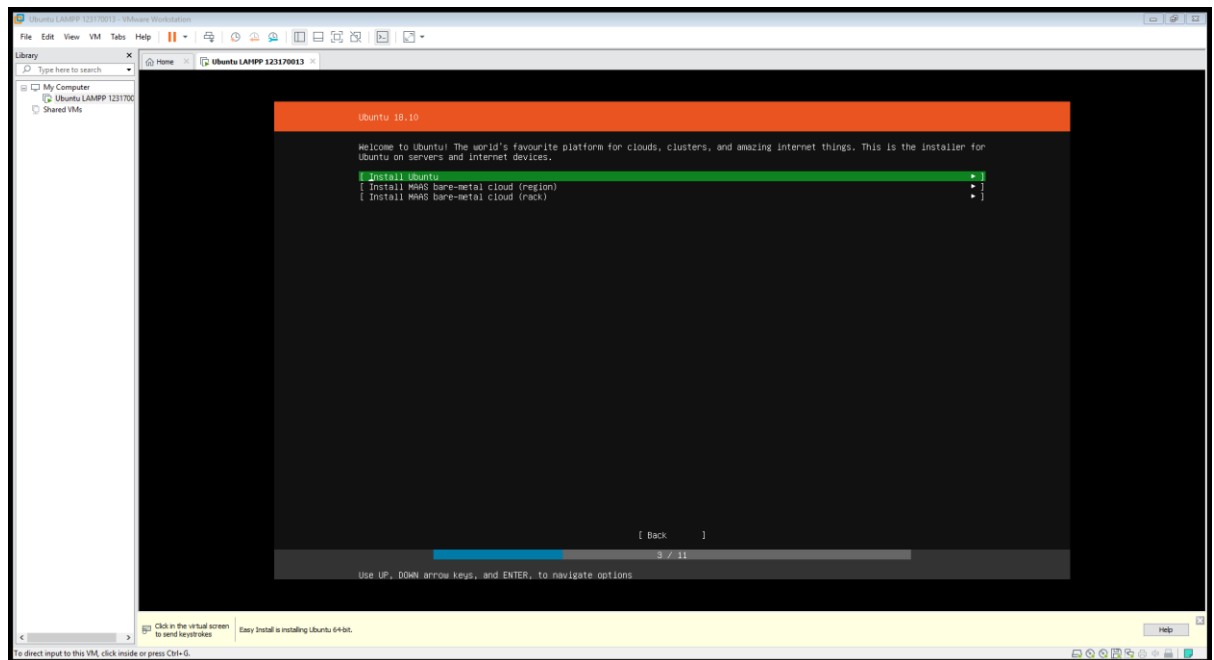 Ubuntu LAMPP 123170013 - VMware Workstation
File Edit View VM Tabs Help
Library
Type here to search
My Computer
Ubuntu LAMPP 1231700
Shared VMs
Home
Ubuntu LAMPP 123170013
Ubuntu 18.10
Welcome to Ubuntu! The world's favourite platform for clouds, clusters, and amazing internet things. This is the installer for
Ubuntu on servers and internet devices.
[ Install Ubuntu ► ]
[ Install MAAS bare-metal cloud (region) ► ]
[ Install MAAS bare-metal cloud (rack) ► ]
[ Back ]
3 / 11
Use UP, DOWN arrow keys, and ENTER, to navigate options
Click in the virtual screen
to send keystrokes
Easy Install is installing Ubuntu 64-bit.
Help
To direct input to this VM, click inside or press Ctrl+G.